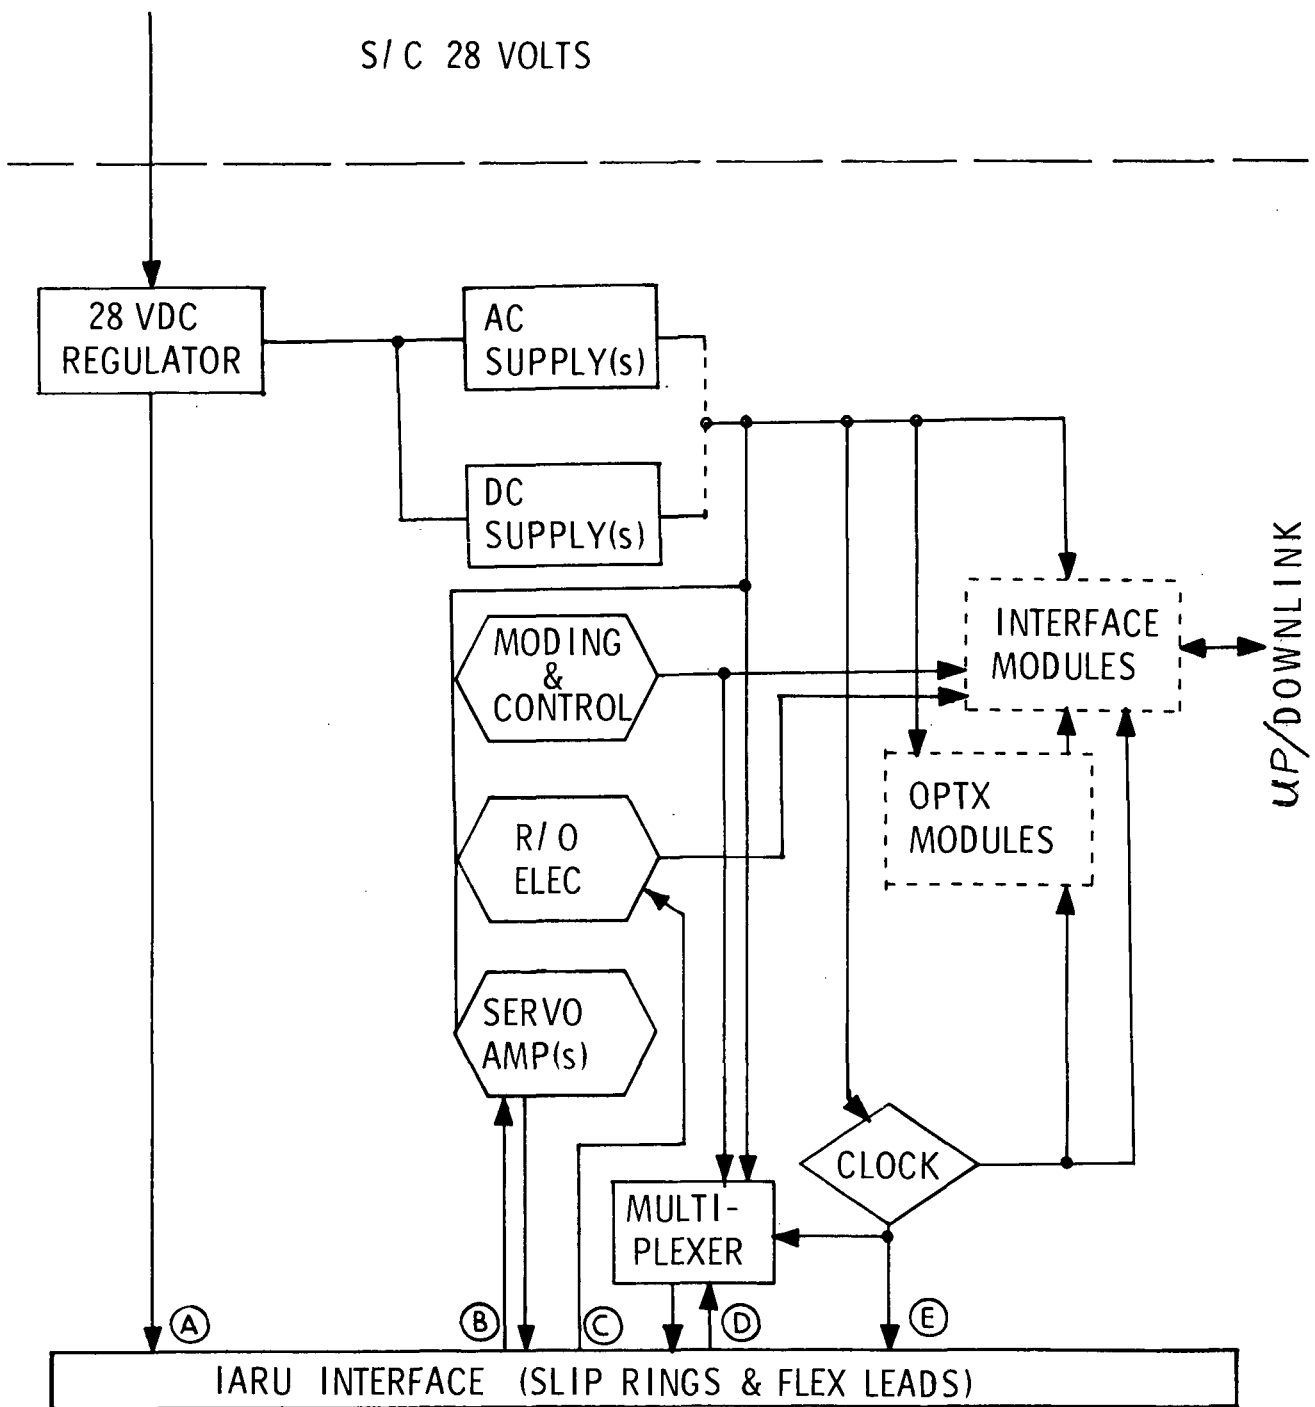 S/C 28 VOLTS
28 VDC
REGULATOR
AC
SUPPLY(s)
DC
SUPPLY(s)
MODING
&
CONTROL
INTERFACE
MODULES
UP/DOWNLINK
OPTX
MODULES
R/O
ELEC
SERVO
AMP(s)
CLOCK
MULTI-
PLEXER
A
B
C
D
E
IARU INTERFACE (SLIP RINGS & FLEX LEADS)